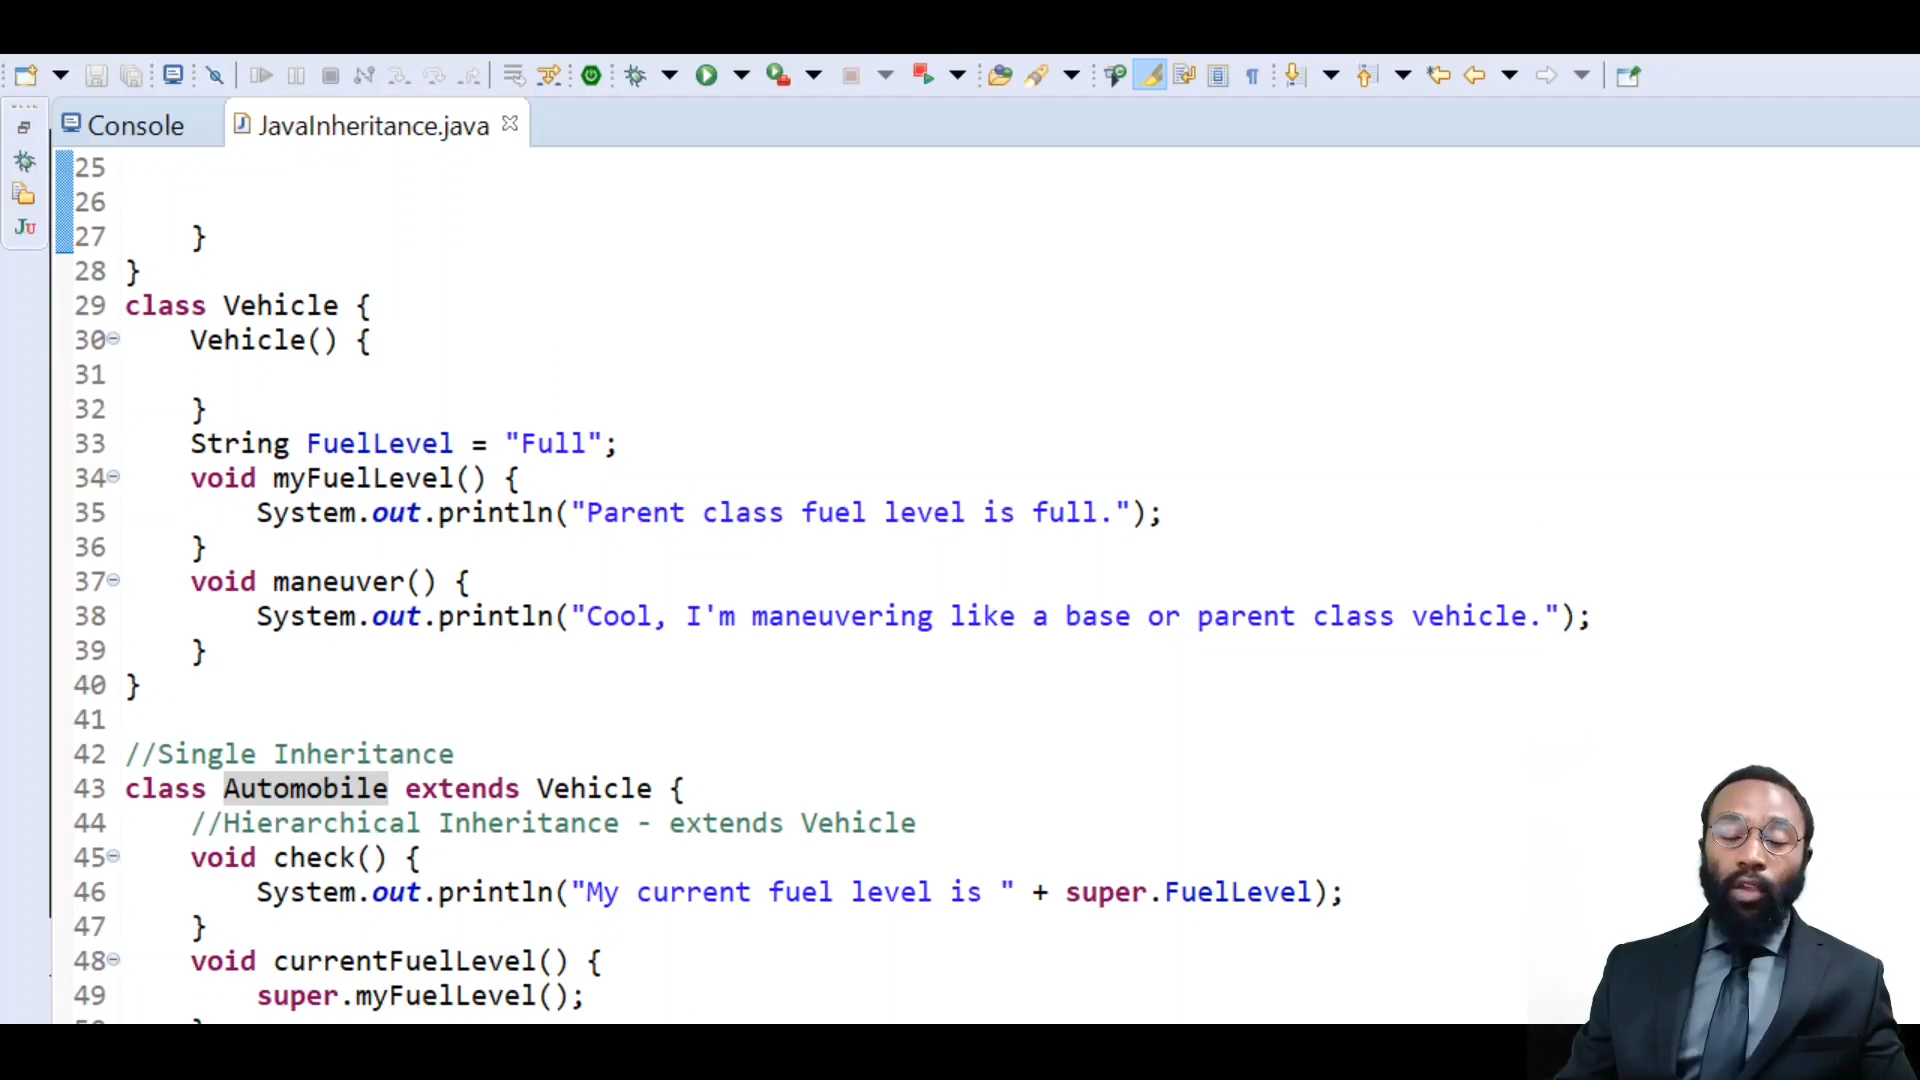 Console
JavaInheritance.java
Ju
25
26
27 }
28 }
29 class Vehicle {
30 Vehicle() {
31
32 }
33 String FuelLevel = "Full";
34 void myFuelLevel() {
35 System.out.println("Parent class fuel level is full.");
36 }
37 void maneuver() {
38 System.out.println("Cool, I'm maneuvering like a base or parent class vehicle.");
39 }
40 }
41
42 //Single Inheritance
43 class Automobile extends Vehicle {
44 //Hierarchical Inheritance - extends Vehicle
45 void check() {
46 System.out.println("My current fuel level is " + super.FuelLevel);
47 }
48 void currentFuelLevel() {
49 super.myFuelLevel();